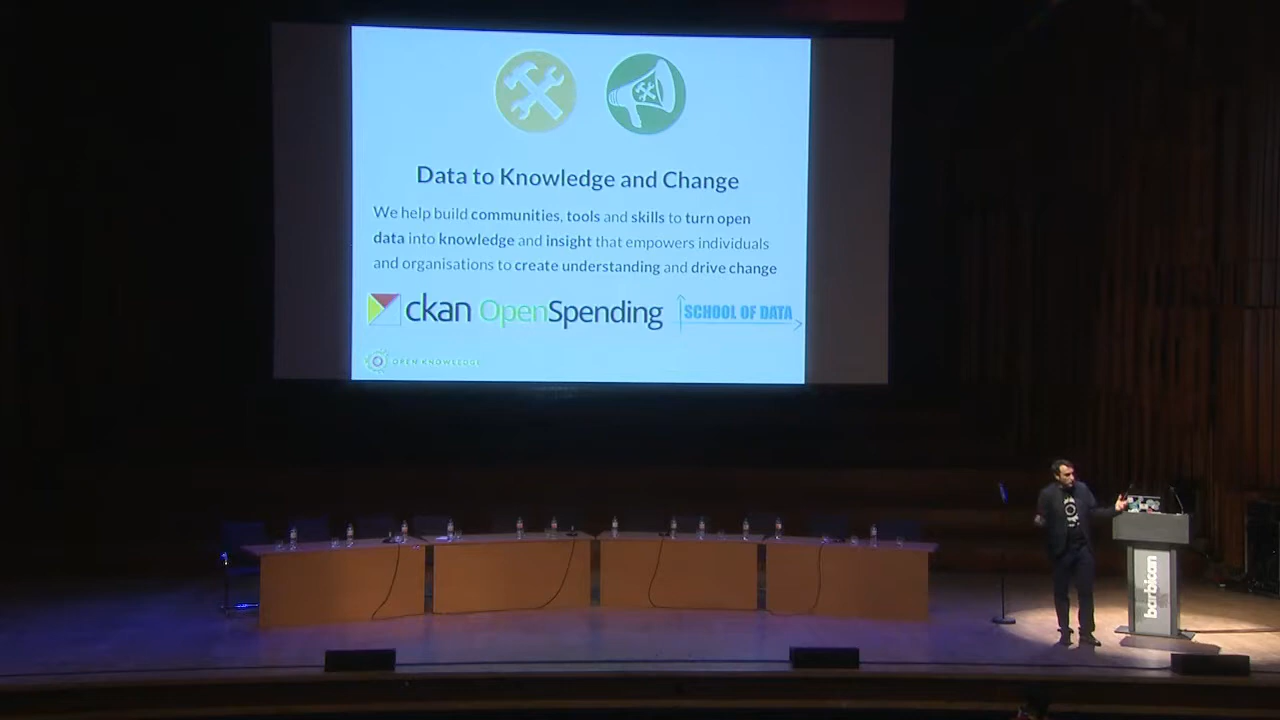 Data to Knowledge and Change
We help build communities, tools and skills to turn open
data into knowledge and insight that empowers individuals
and organisations to create understanding and drive change
ckan OpenSpending SCHOOL OF DATA
OPEN KNOWLEDGE
barbican